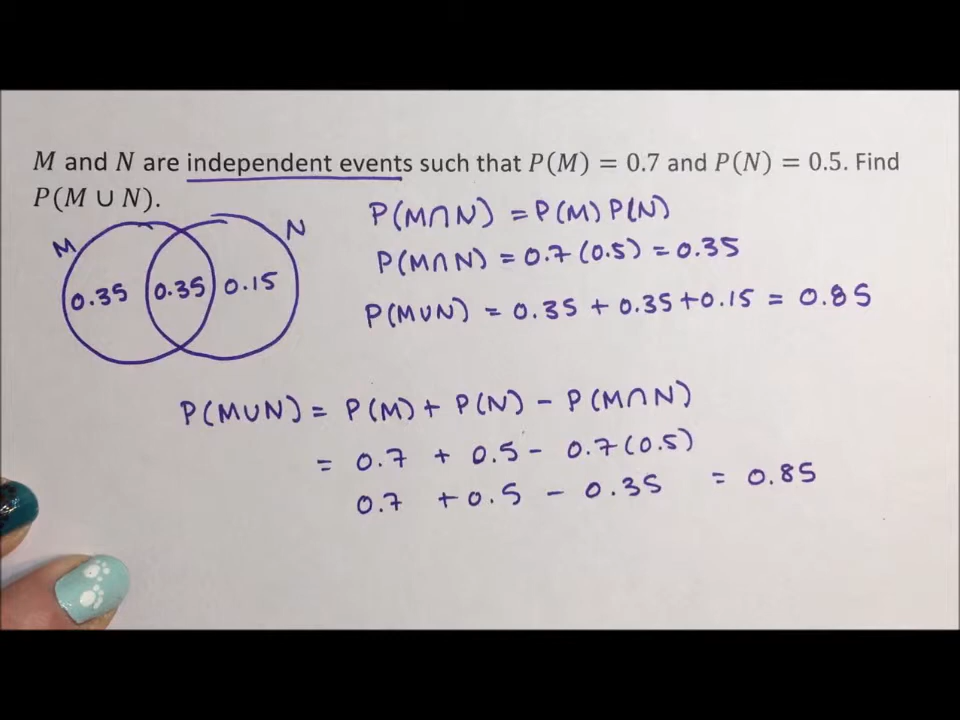 M and N are independent events such that P(M) = 0.7 and P(N) = 0.5. Find
P(M ∪ N).
M
N
0.35 0.35 0.15
P(M∩N) = P(M) P(N)
P(M∩N) = 0.7 (0.5) = 0.35
P(M∪N) = 0.35 + 0.35 + 0.15 = 0.85
P(M∪N) = P(M) + P(N) - P(M∩N)
= 0.7 + 0.5 - 0.7 (0.5)
0.7 + 0.5 - 0.35 = 0.85